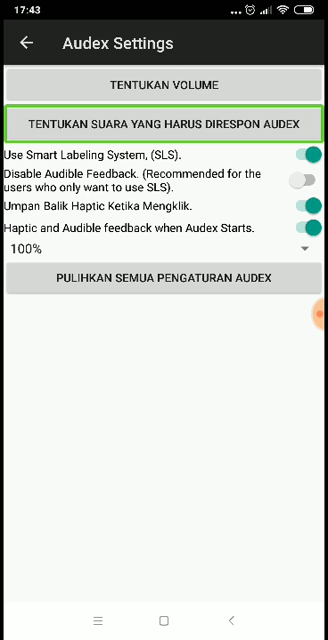 17:43
Audex Settings
TENTUKAN VOLUME
TENTUKAN SUARA YANG HARUS DIRESPON AUDEX
Use Smart Labeling System, (SLS).
Disable Audible Feedback. (Recommended for the
users who only want to use SLS).
Umpan Balik Haptic Ketika Mengklik.
Haptic and Audible feedback when Audex Starts.
100%
PULIHKAN SEMUA PENGATURAN AUDEX